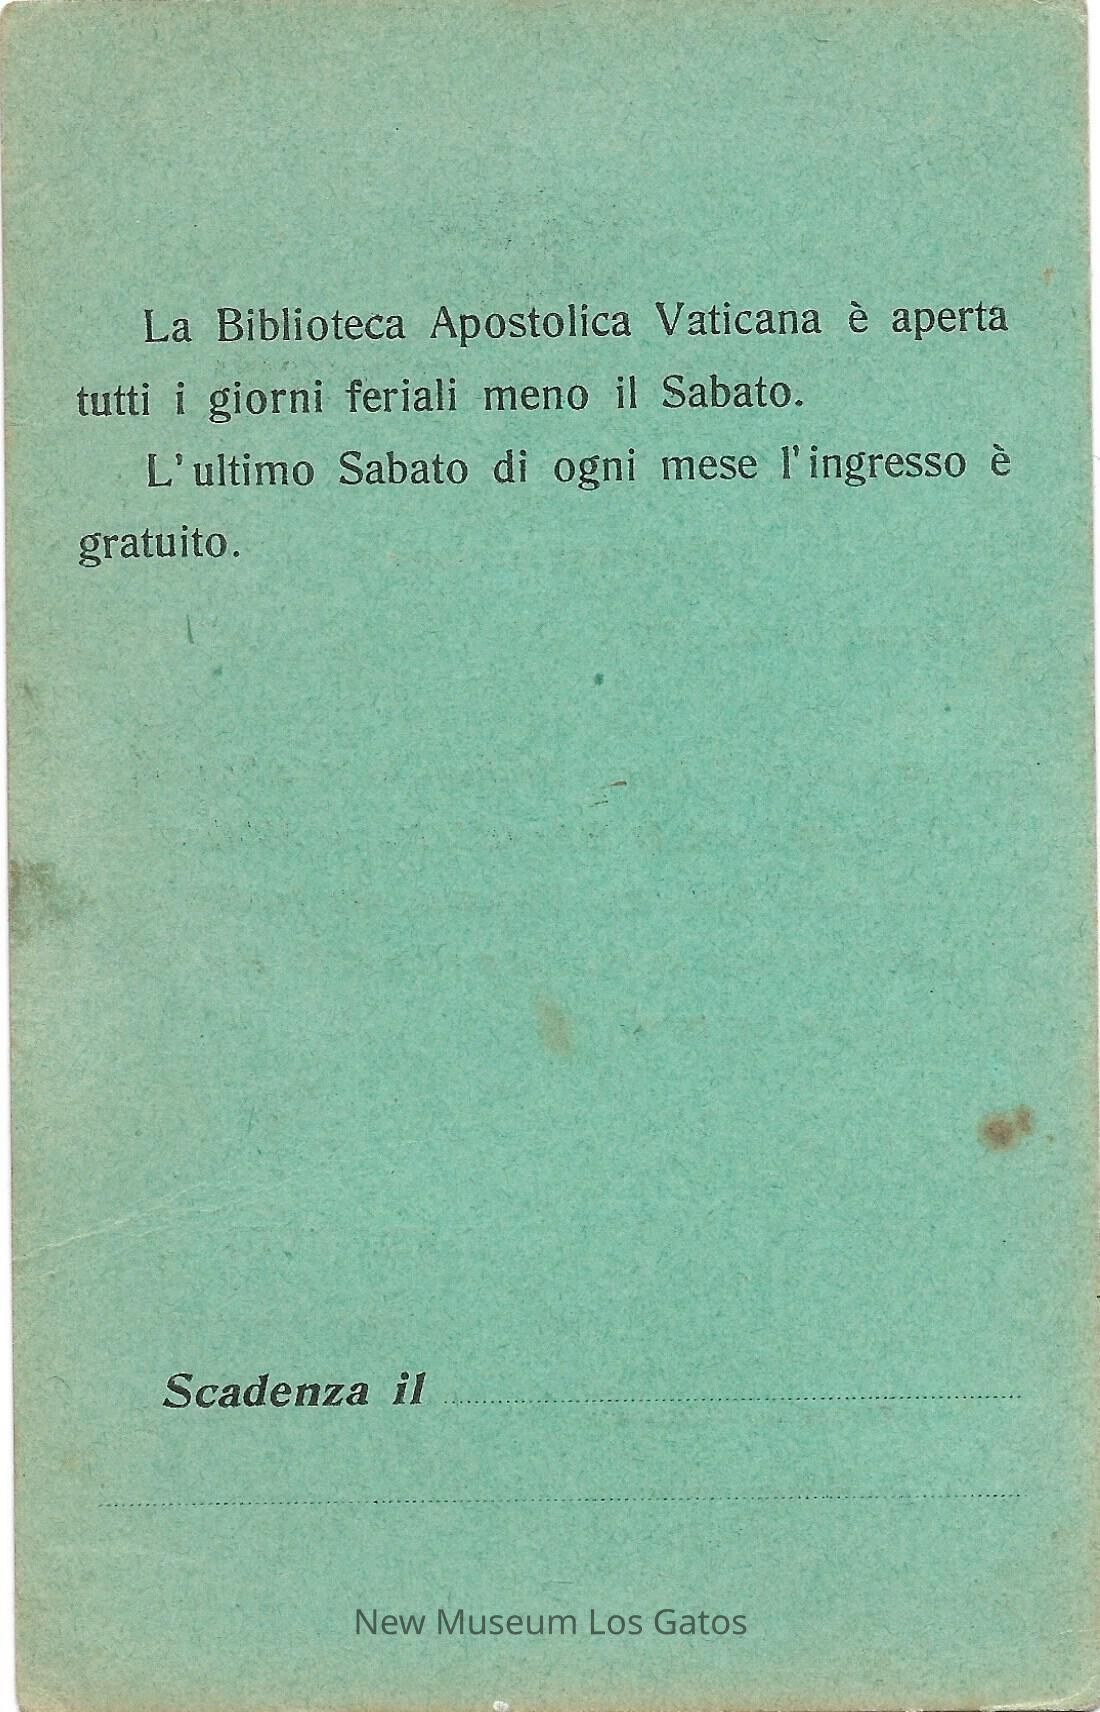 La Biblioteca Apostolica Vaticana è aperta
tutti i giorni feriali meno il Sabato.
L'ultimo Sabato di ogni mese l'ingresso è
gratuito.
Scadenza il
New Museum Los Gatos